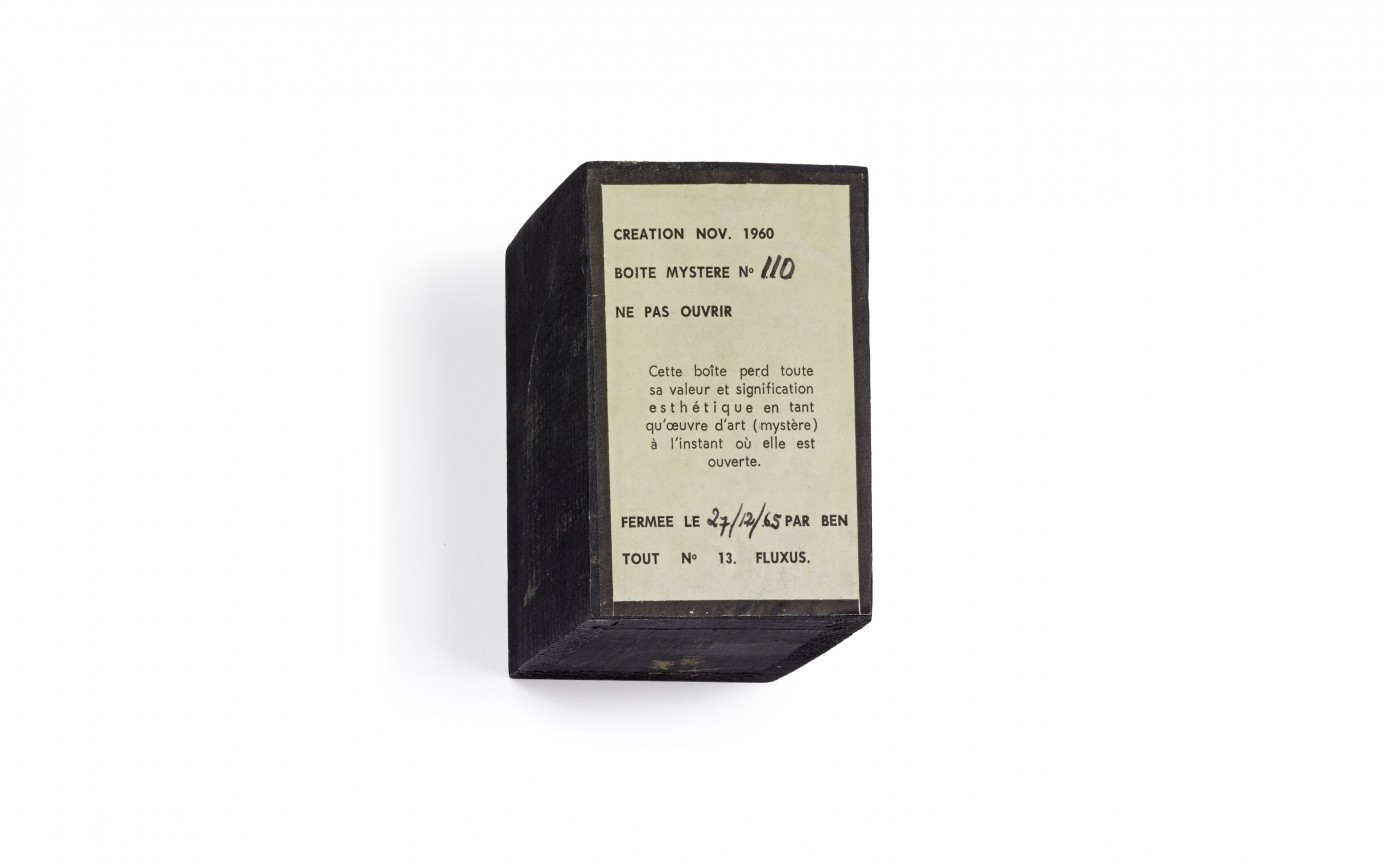 CREATION NOV. 1960
BOITE MYSTERE Nº 110
NE PAS OUVRIR
Cette boîte perd toute
sa valeur et signification
esthétique en tant
qu'œuvre d'art (mystère)
à l'instant où elle est
ouverte.
FERMEE LE 27/12/65 PAR BEN
TOUT Nº 13. FLUXUS.